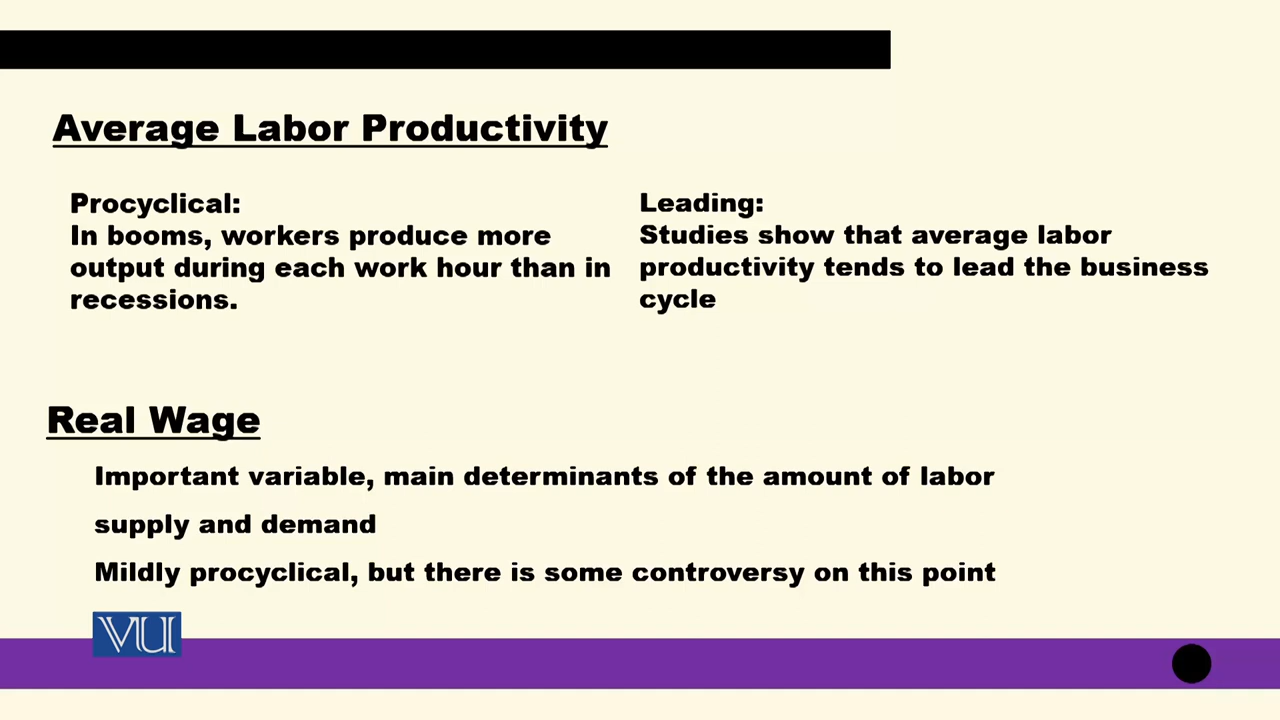 Average Labor Productivity
Procyclical:
In booms, workers produce more
output during each work hour than in
recessions.
Leading:
Studies show that average labor
productivity tends to lead the business
cycle
Real Wage
Important variable, main determinants of the amount of labor
supply and demand
Mildly procyclical, but there is some controversy on this point
VU